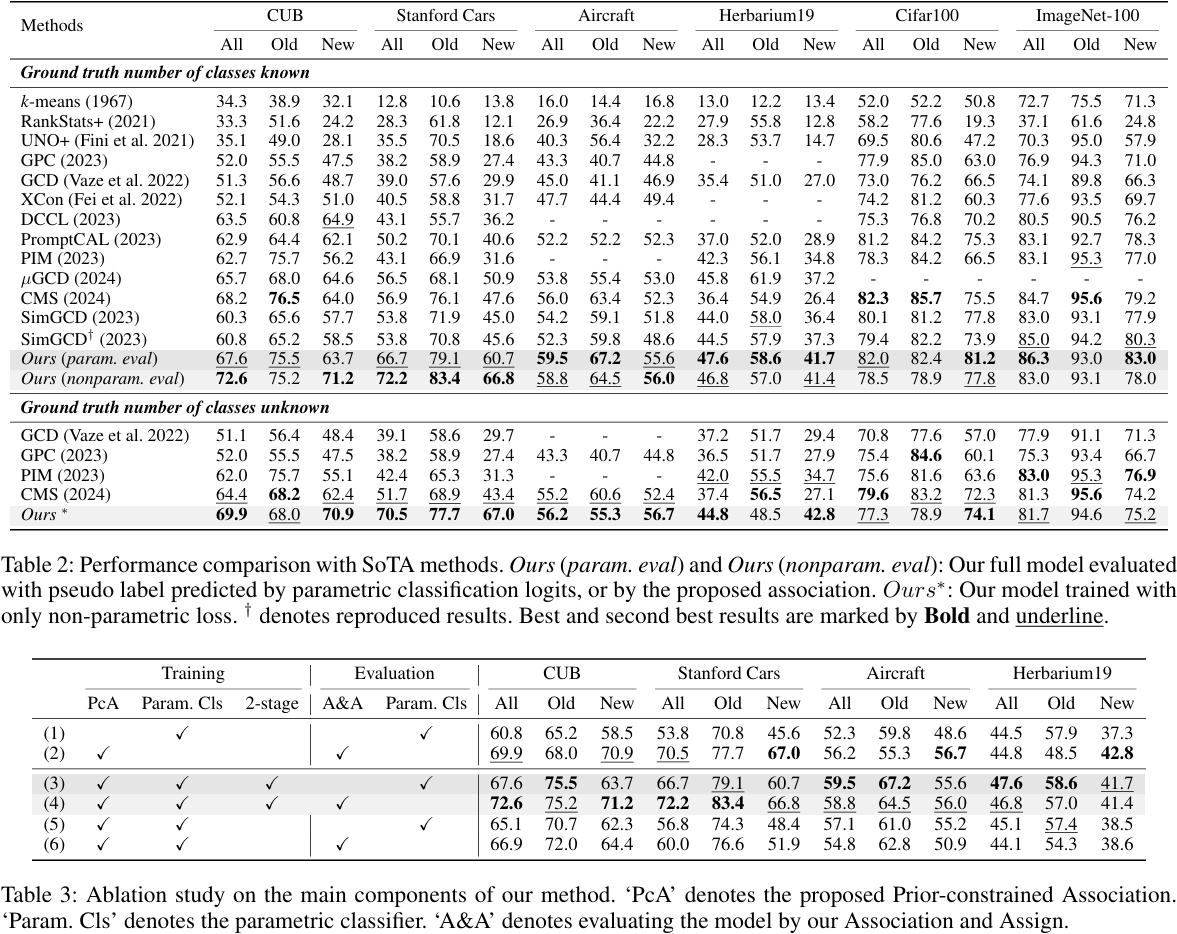 Methods CUB Stanford Cars Aircraft Herbarium19 Cifar100 ImageNet-100
All Old New All Old New All Old New All Old New All Old New All Old New
Ground truth number of classes known
k-means (1967) 34.3 38.9 32.1 12.8 10.6 13.8 16.0 14.4 16.8 13.0 12.2 13.4 52.0 52.2 50.8 72.7 75.5 71.3
RankStats+ (2021) 33.3 51.6 24.2 28.3 61.8 12.1 26.9 36.4 22.2 27.9 55.8 12.8 58.2 77.6 19.3 37.1 61.6 24.8
UNO+ (Fini et al. 2021) 35.1 49.0 28.1 35.5 70.5 18.6 40.3 56.4 32.2 28.3 53.7 14.7 69.5 80.6 47.2 70.3 95.0 57.9
GPC (2023) 52.0 55.5 47.5 38.2 58.9 27.4 43.3 40.7 44.8 - - - 77.9 85.0 63.0 76.9 94.3 71.0
GCD (Vaze et al. 2022) 51.3 56.6 48.7 39.0 57.6 29.9 45.0 41.1 46.9 35.4 51.0 27.0 73.0 76.2 66.5 74.1 89.8 66.3
XCon (Fei et al. 2022) 52.1 54.3 51.0 40.5 58.8 31.7 47.7 44.4 49.4 - - - 74.2 81.2 60.3 77.6 93.5 69.7
DCCL (2023) 63.5 60.8 64.9 43.1 55.7 36.2 - - - - - - 75.3 76.8 70.2 80.5 90.5 76.2
PromptCAL (2023) 62.9 64.4 62.1 50.2 70.1 40.6 52.2 52.2 52.3 37.0 52.0 28.9 81.2 84.2 75.3 83.1 92.7 78.3
PIM (2023) 62.7 75.7 56.2 43.1 66.9 31.6 - - - 42.3 56.1 34.8 78.3 84.2 66.5 83.1 95.3 77.0
μGCD (2024) 65.7 68.0 64.6 56.5 68.1 50.9 53.8 55.4 53.0 45.8 61.9 37.2 - - - - - -
CMS (2024) 68.2 76.5 64.0 56.9 76.1 47.6 56.0 63.4 52.3 36.4 54.9 26.4 82.3 85.7 75.5 84.7 95.6 79.2
SimGCD (2023) 60.3 65.6 57.7 53.8 71.9 45.0 54.2 59.1 51.8 44.0 58.0 36.4 80.1 81.2 77.8 83.0 93.1 77.9
SimGCD† (2023) 60.8 65.2 58.5 53.8 70.8 45.6 52.3 59.8 48.6 44.5 57.9 37.3 79.4 82.2 73.9 85.0 94.2 80.3
Ours (param. eval) 67.6 75.5 63.7 66.7 79.1 60.7 59.5 67.2 55.6 47.6 58.6 41.7 82.0 82.4 81.2 86.3 93.0 83.0
Ours (nonparam. eval) 72.6 75.2 71.2 72.2 83.4 66.8 58.8 64.5 56.0 46.8 57.0 41.4 78.5 78.9 77.8 83.0 93.1 78.0
Ground truth number of classes unknown
GCD (Vaze et al. 2022) 51.1 56.4 48.4 39.1 58.6 29.7 - - - 37.2 51.7 29.4 70.8 77.6 57.0 77.9 91.1 71.3
GPC (2023) 52.0 55.5 47.5 38.2 58.9 27.4 43.3 40.7 44.8 36.5 51.7 27.9 75.4 84.6 60.1 75.3 93.4 66.7
PIM (2023) 62.0 75.7 55.1 42.4 65.3 31.3 - - - 42.0 55.5 34.7 75.6 81.6 63.6 83.0 95.3 76.9
CMS (2024) 64.4 68.2 62.4 51.7 68.9 43.4 55.2 60.6 52.4 37.4 56.5 27.1 79.6 83.2 72.3 81.3 95.6 74.2
Ours * 69.9 68.0 70.9 70.5 77.7 67.0 56.2 55.3 56.7 44.8 48.5 42.8 77.3 78.9 74.1 81.7 94.6 75.2
Table 2: Performance comparison with SoTA methods. Ours (param. eval) and Ours (nonparam. eval): Our full model evaluated
with pseudo label predicted by parametric classification logits, or by the proposed association. Ours*: Our model trained with
only non-parametric loss. † denotes reproduced results. Best and second best results are marked by Bold and underline.
Training Evaluation CUB Stanford Cars Aircraft Herbarium19
PcA Param. Cls 2-stage A&A Param. Cls All Old New All Old New All Old New All Old New
(1) ✓ ✓ 60.8 65.2 58.5 53.8 70.8 45.6 52.3 59.8 48.6 44.5 57.9 37.3
(2) ✓ ✓ 69.9 68.0 70.9 70.5 77.7 67.0 56.2 55.3 56.7 44.8 48.5 42.8
(3) ✓ ✓ ✓ ✓ 67.6 75.5 63.7 66.7 79.1 60.7 59.5 67.2 55.6 47.6 58.6 41.7
(4) ✓ ✓ ✓ ✓ 72.6 75.2 71.2 72.2 83.4 66.8 58.8 64.5 56.0 46.8 57.0 41.4
(5) ✓ ✓ ✓ 65.1 70.7 62.3 56.8 74.3 48.4 57.1 61.0 55.2 45.1 57.4 38.5
(6) ✓ ✓ ✓ 66.9 72.0 64.4 60.0 76.6 51.9 54.8 62.8 50.9 44.1 54.3 38.6
Table 3: Ablation study on the main components of our method. ‘PcA’ denotes the proposed Prior-constrained Association.
‘Param. Cls’ denotes the parametric classifier. ‘A&A’ denotes evaluating the model by our Association and Assign.